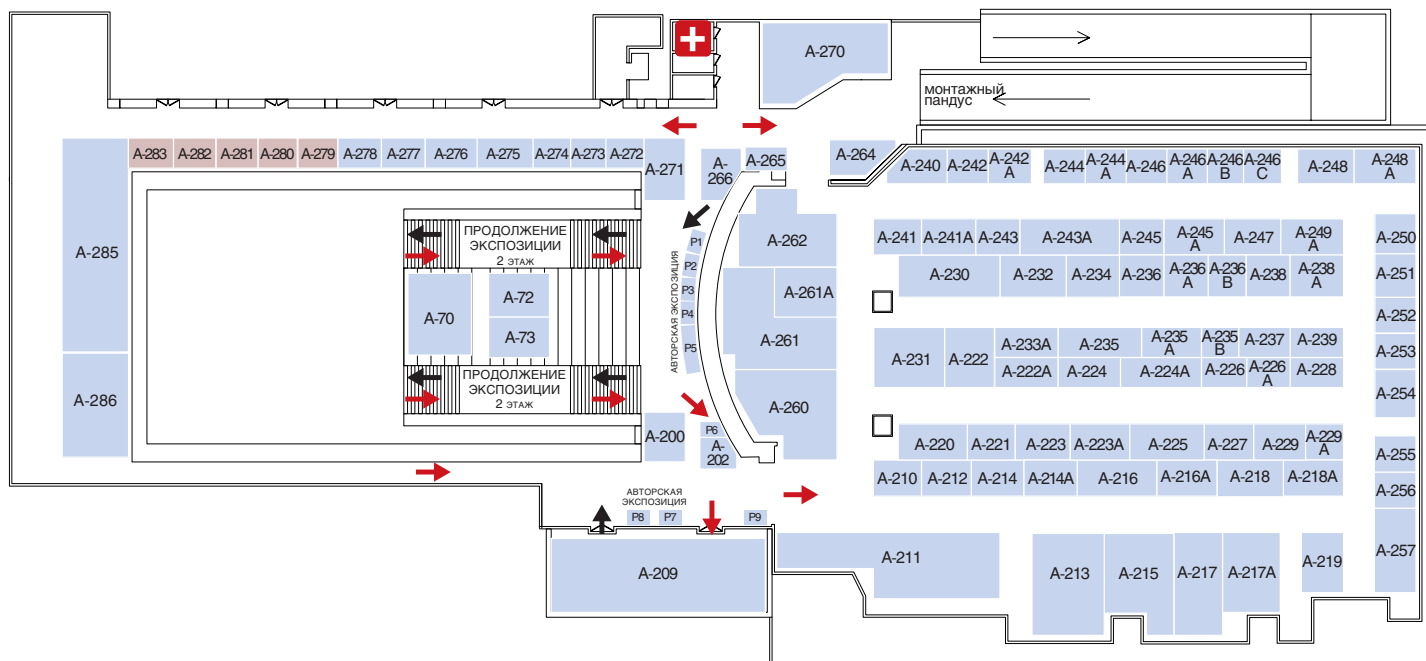 A-270
МОНТАЖНЫЙ
ПАНДУС
A-283
A-282
A-281
A-280
A-279
A-278
A-277
A-276
A-275
A-274
A-273
A-272
A-271
A-266
A-265
A-264
A-240
A-242
A-242 A
A-244
A-244 A
A-246
A-246 A
A-246 B
A-246 C
A-248
A-248 A
A-285
A-286
ПРОДОЛЖЕНИЕ
ЭКСПОЗИЦИИ
2 ЭТАЖ
A-70
A-72
A-73
ПРОДОЛЖЕНИЕ
ЭКСПОЗИЦИИ
2 ЭТАЖ
АВТОРСКАЯ ЭКСПОЗИЦИЯ
P1
P2
P3
P4
P5
P6
A-202
A-200
A-262
A-261A
A-261
A-260
A-241
A-241A
A-243
A-243A
A-245
A-245 A
A-247
A-249 A
A-230
A-232
A-234
A-236
A-236 A
A-236 B
A-238
A-238 A
A-231
A-222
A-233A
A-235
A-235 A
A-235 B
A-237
A-239
A-222A
A-224
A-224A
A-226
A-226 A
A-228
A-220
A-221
A-223
A-223A
A-225
A-227
A-229
A-229 A
A-210
A-212
A-214
A-214A
A-216
A-216A
A-218
A-218A
A-250
A-251
A-252
A-253
A-254
A-255
A-256
A-257
АВТОРСКАЯ
ЭКСПОЗИЦИЯ
P8
P7
P9
A-209
A-211
A-213
A-215
A-217
A-217A
A-219